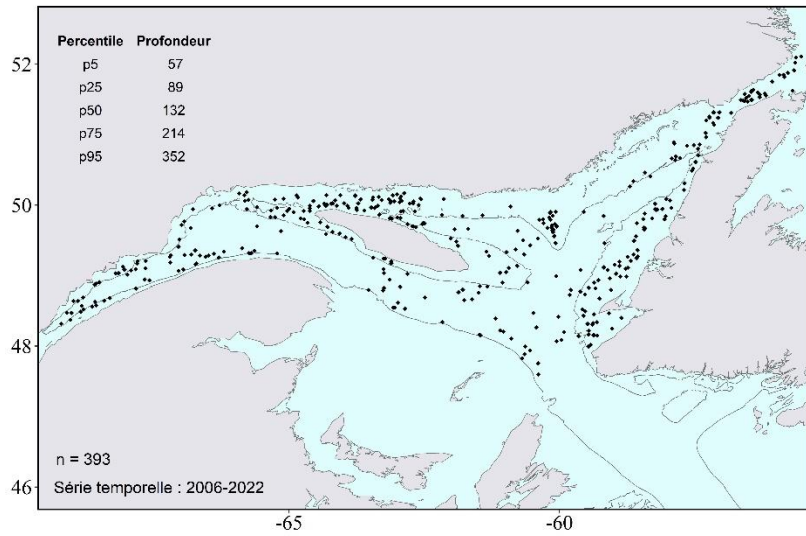 Percentile Profondeur
p5 57
p25 89
p50 132
p75 214
p95 352
52
50
48
46
n = 393
Série temporelle : 2006-2022
-65 -60